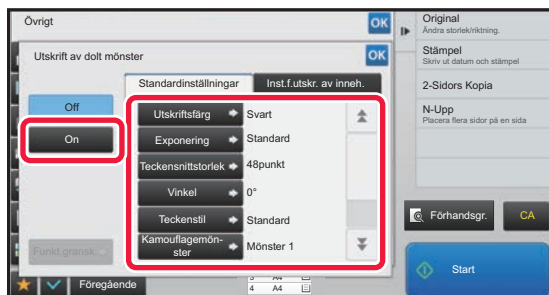 Övrigt
OK
Utskrift av dolt mönster
OK
Standardinställningar
Inst.f.utskr. av inneh.
Off
On
Utskriftsfärg
Svart
Exponering
Standard
Teckensnittstorlek
48punkt
Vinkel
0°
Teckenstil
Standard
Kamouflagemön-
ster
Mönster 1
Funkt.gransk.
Föregående
4 A4
Original
Ändra storlek/riktning.
Stämpel
Skriv ut datum och stämpel
2-Sidors Kopia
N-Upp
Placera flera sidor på en sida
Förhandsgr.
CA
Start